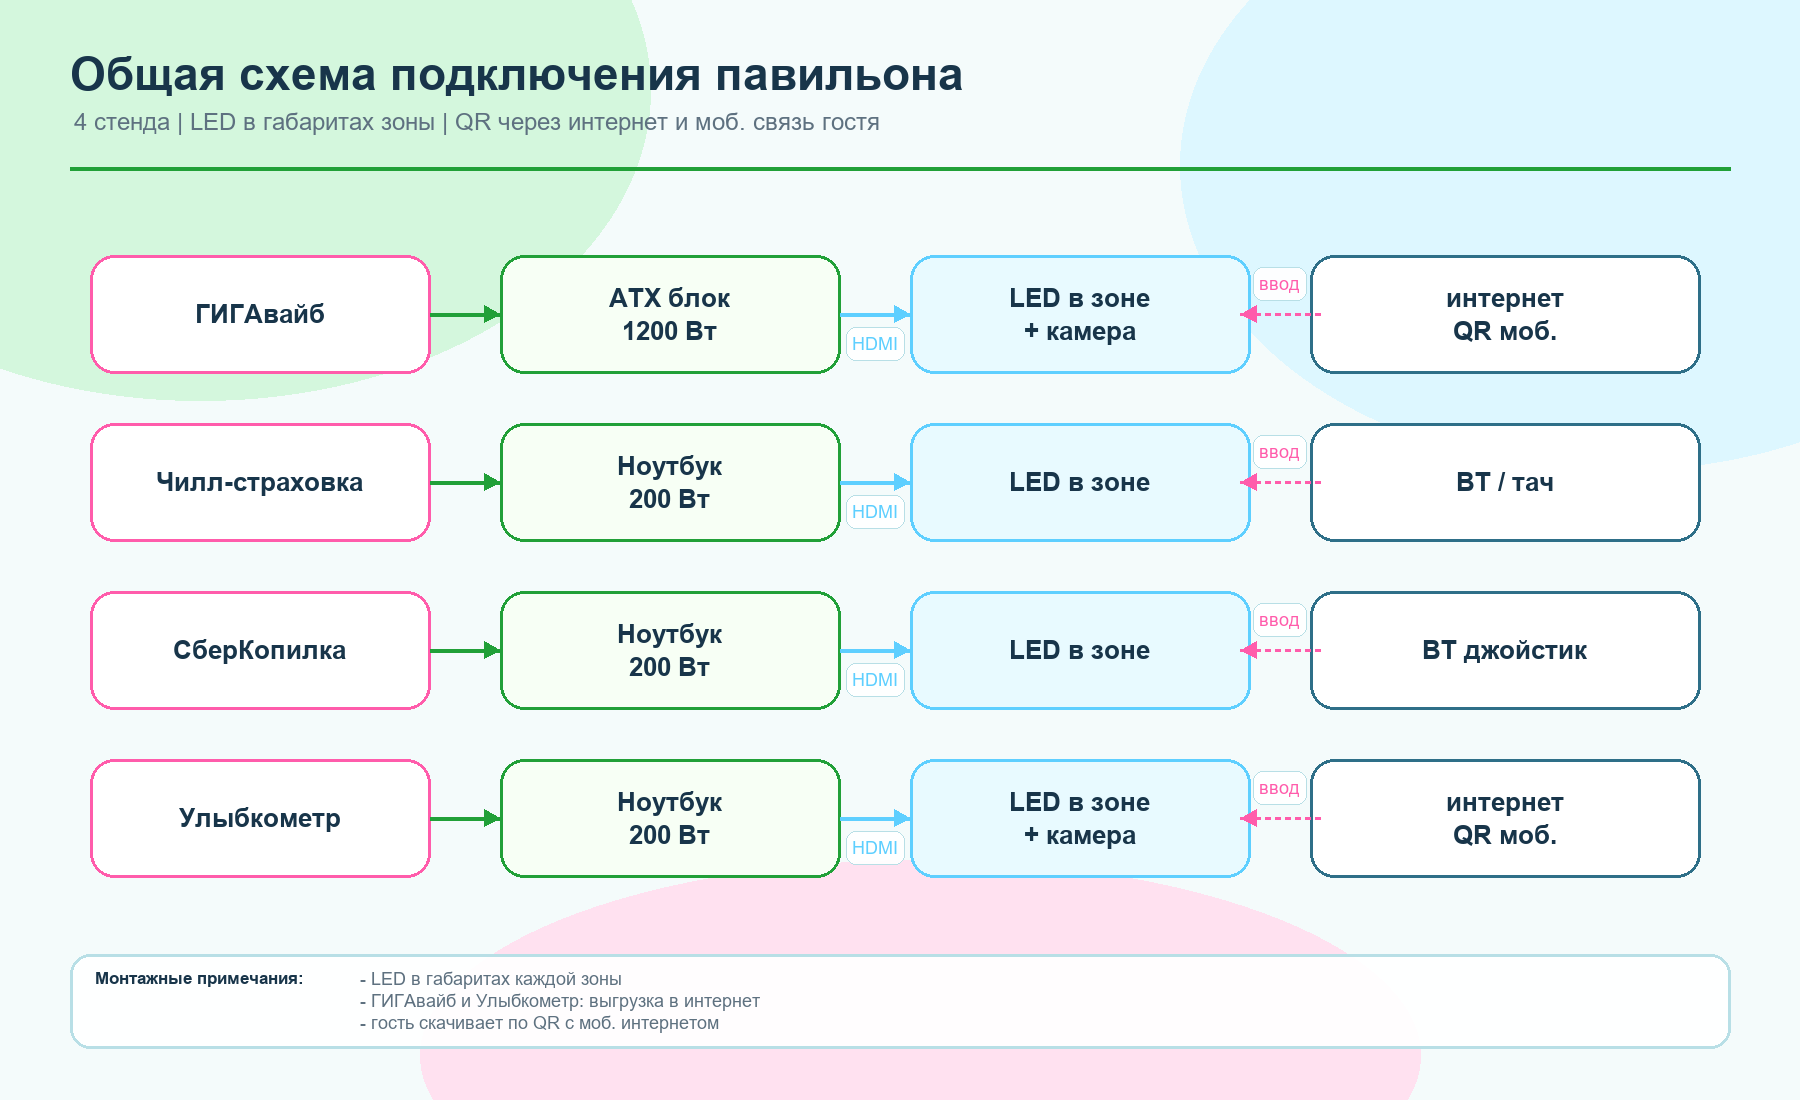 Общая схема подключения павильона
4 стенда | LED в габаритах зоны | QR через интернет и моб. связь гостя
ГИГАвайб
ATX блок
1200 Вт
HDMI
LED в зоне
+ камера
ввод
интернет
QR моб.
Чилл-страховка
Ноутбук
200 Вт
HDMI
LED в зоне
ввод
BT / тач
СберКопилка
Ноутбук
200 Вт
HDMI
LED в зоне
ввод
BT джойстик
Улыбкометр
Ноутбук
200 Вт
HDMI
LED в зоне
+ камера
ввод
интернет
QR моб.
Монтажные примечания:
- LED в габаритах каждой зоны
- ГИГАвайб и Улыбкометр: выгрузка в интернет
- гость скачивает по QR с моб. интернетом